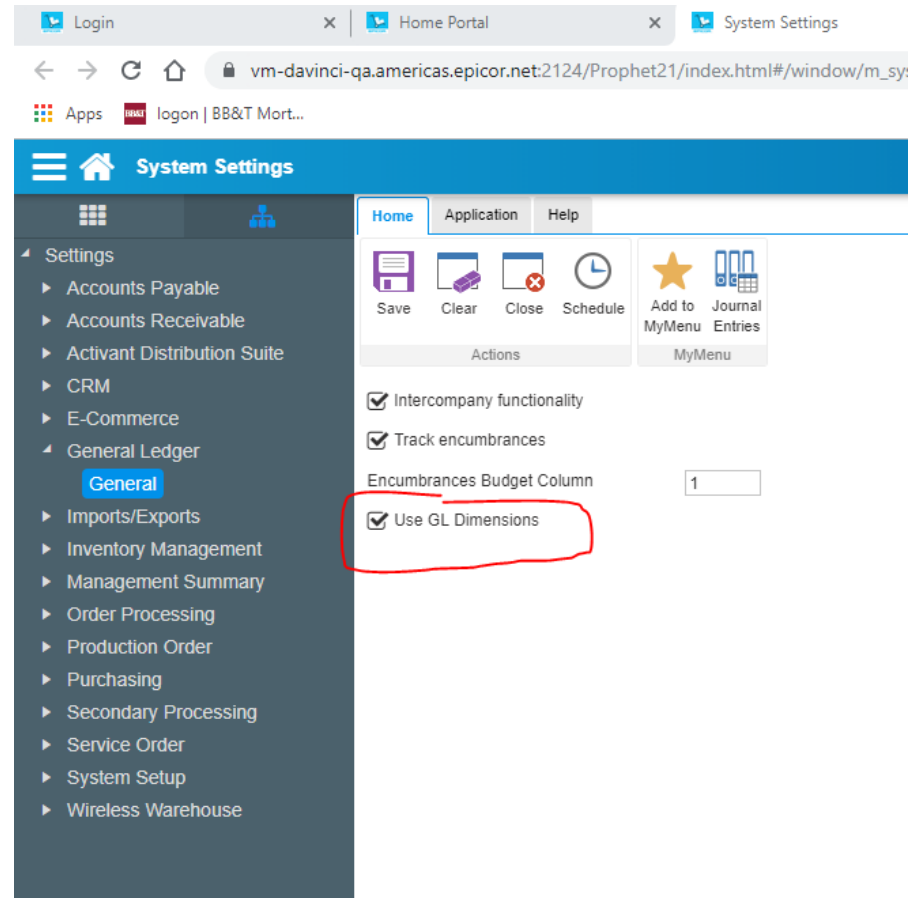 Login
Home Portal
System Settings
vm-davinci-qa.americas.epicor.net:2124/Prophet21/index.html#/window/m_sys
Apps
BB&T
logon | BB&T Mort...
System Settings
Settings
Accounts Payable
Accounts Receivable
Activant Distribution Suite
CRM
E-Commerce
General Ledger
General
Imports/Exports
Inventory Management
Management Summary
Order Processing
Production Order
Purchasing
Secondary Processing
Service Order
System Setup
Wireless Warehouse
Home Application Help
Save Clear Close Schedule
Add to MyMenu
Journal Entries
Actions
MyMenu
Intercompany functionality
Track encumbrances
Encumbrances Budget Column 1
Use GL Dimensions